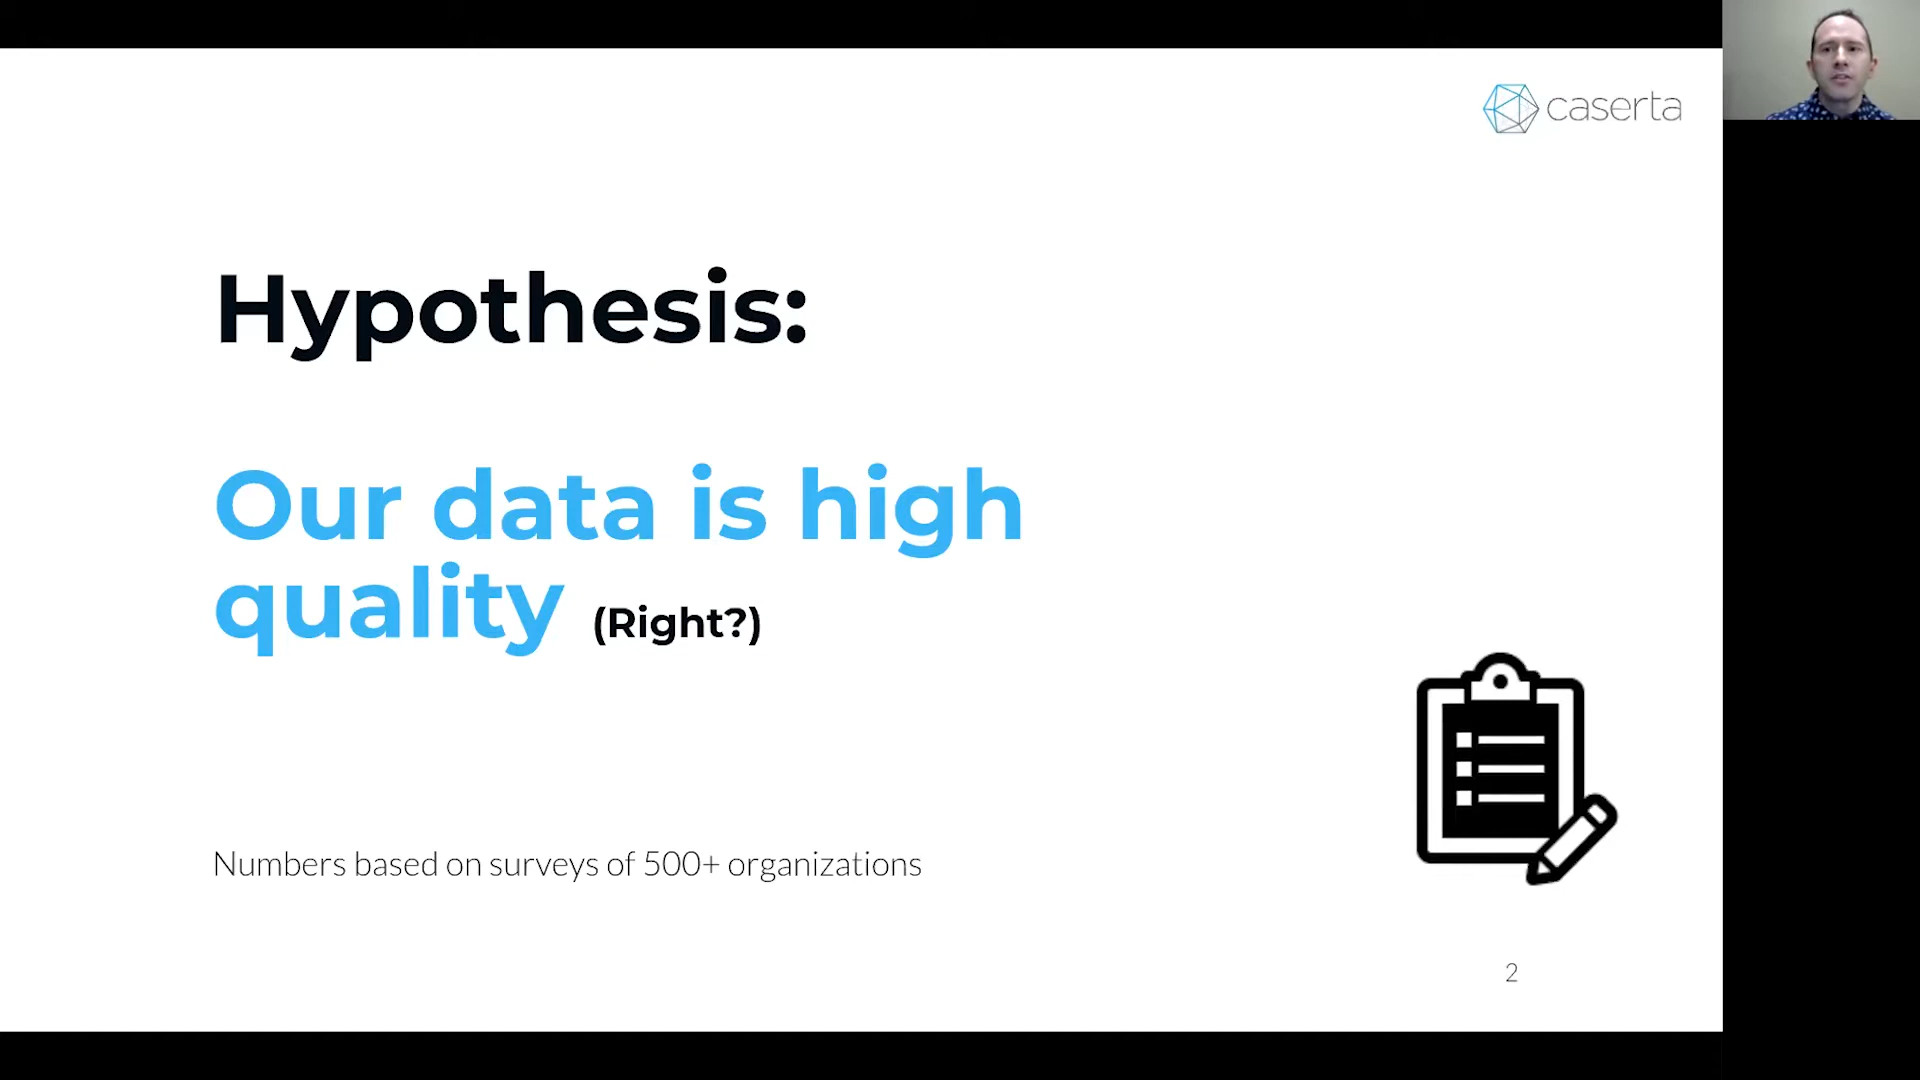 caserta
Hypothesis:
Our data is high
quality (Right?)
Numbers based on surveys of 500+ organizations
2